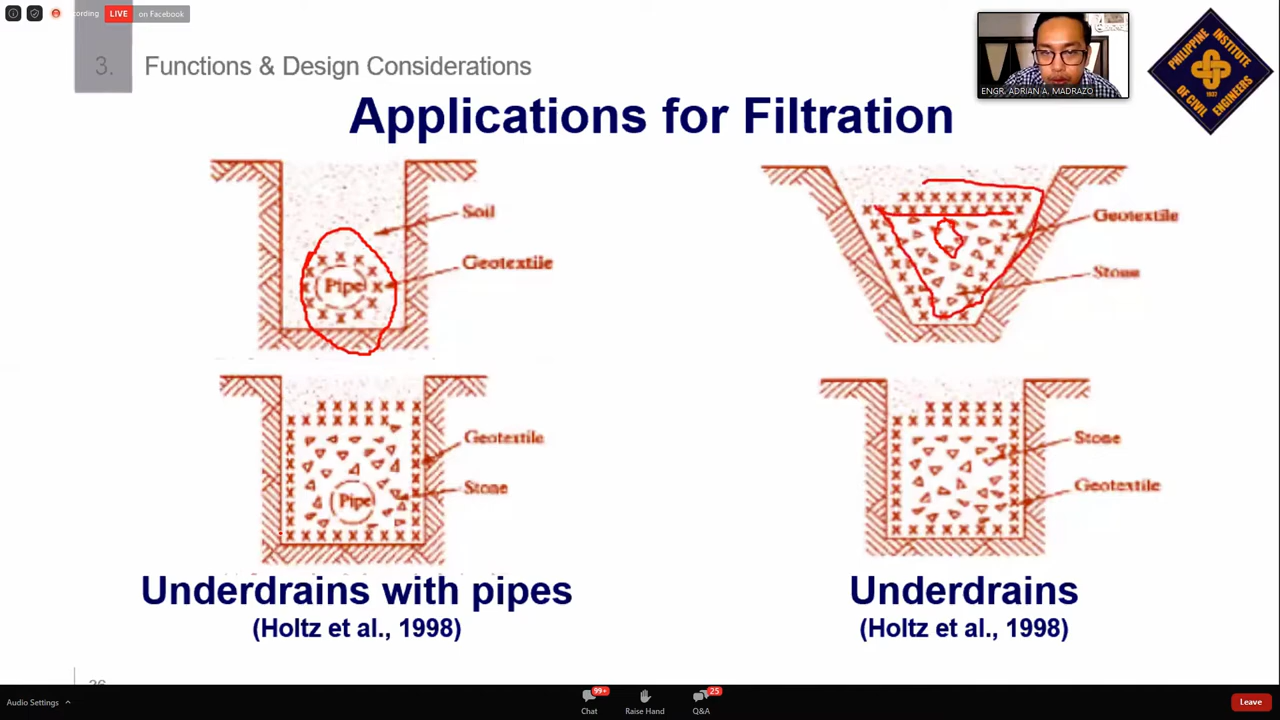 LIVE
on Facebook
3.
Functions & Design Considerations
ENGR. ADRIAN A. MADRAZO
PHILIPPINE
INSTITUTE
OF CIVIL
ENGINEERS
Applications for Filtration
Soil
Geotextile
Pipe
Geotextile
Stone
Geotextile
Stone
Pipe
Stone
Geotextile
Underdrains with pipes
(Holtz et al., 1998)
Underdrains
(Holtz et al., 1998)
Audio Settings
99+
Chat
Raise Hand
25
Q&A
Leave